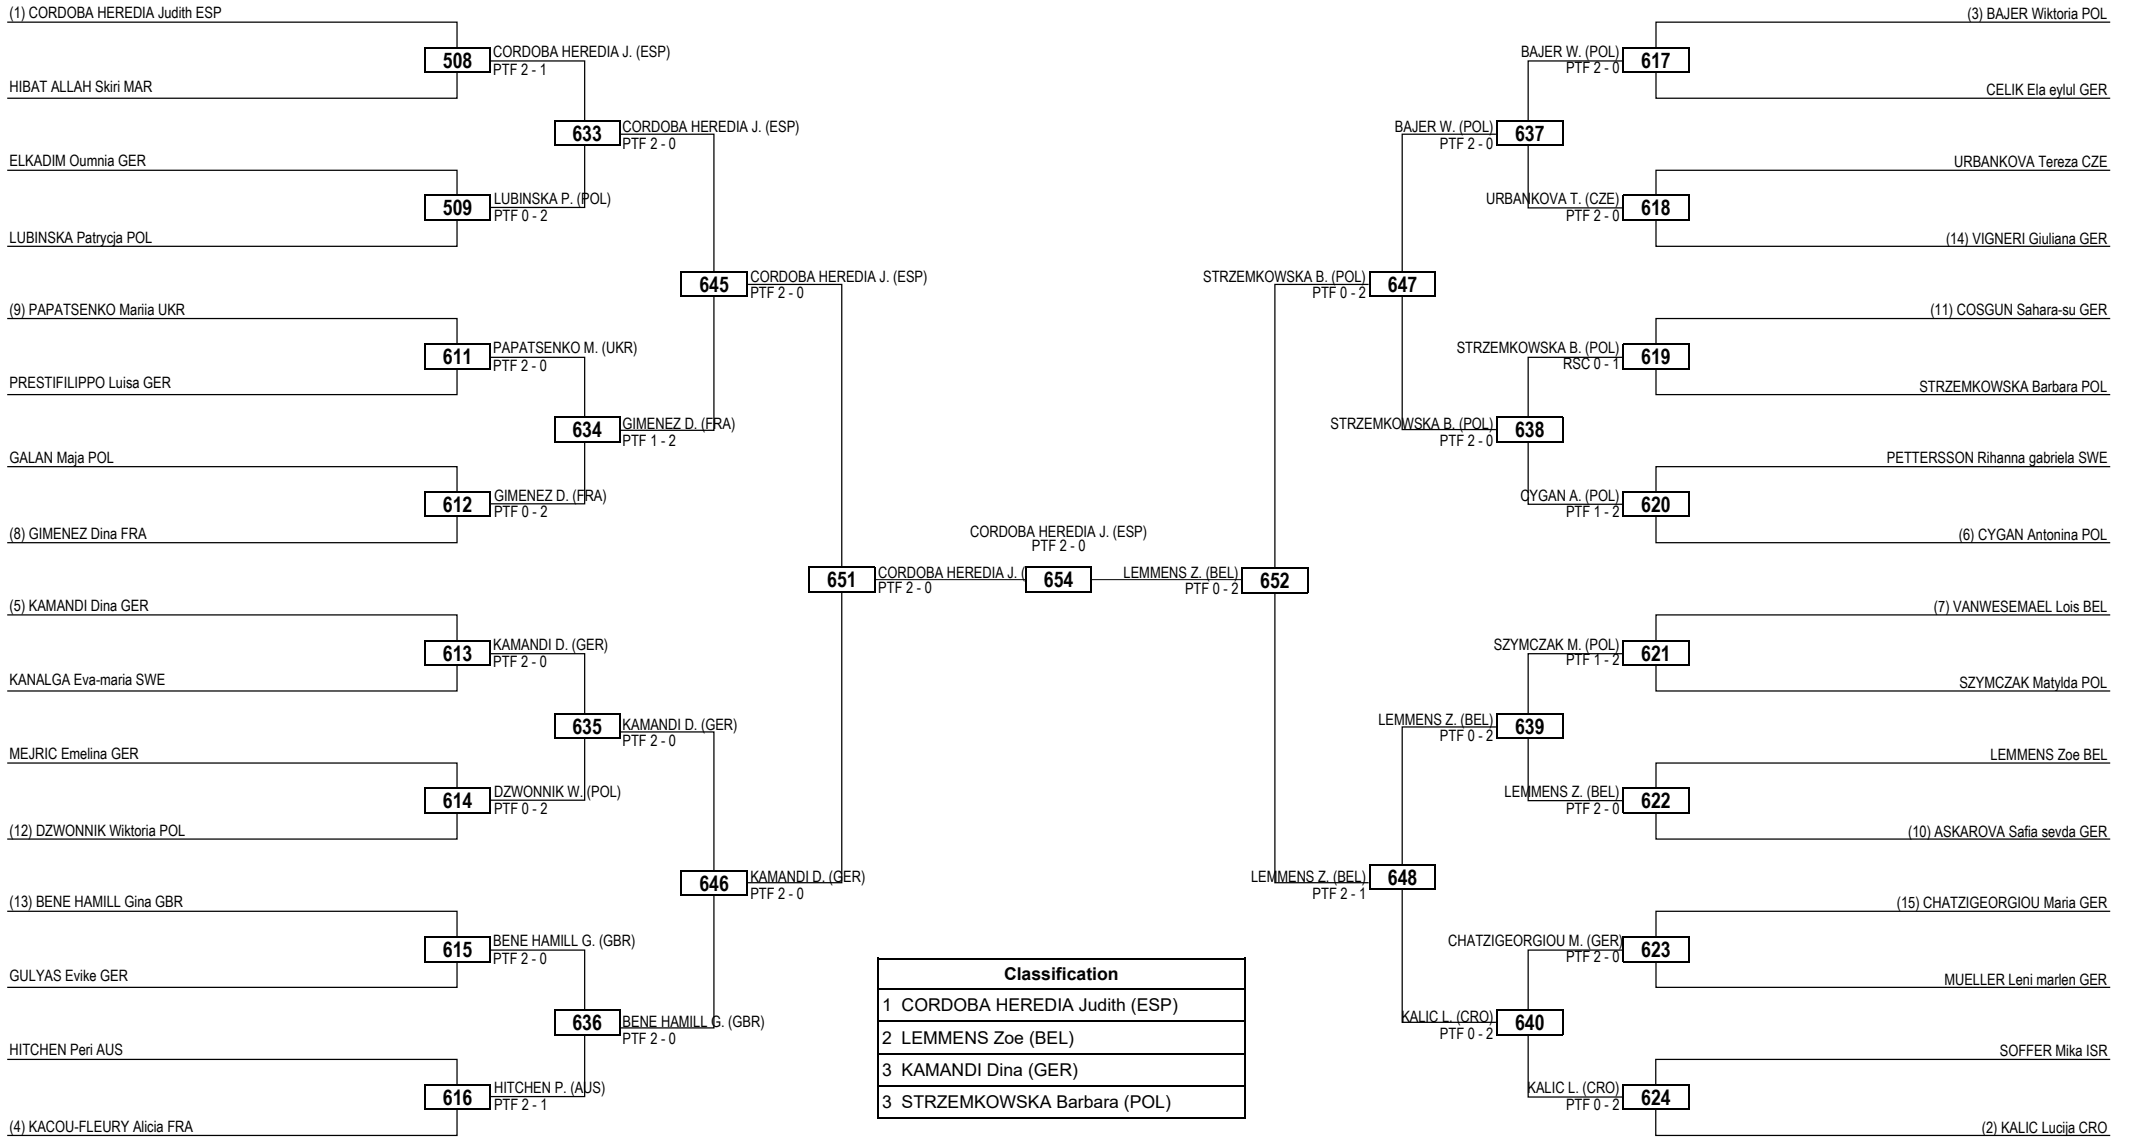 (1) CORDOBA HEREDIA Judith ESP
508
CORDOBA HEREDIA J. (ESP)
PTF 2 - 1
HIBAT ALLAH Skiri MAR
633
CORDOBA HEREDIA J. (ESP)
PTF 2 - 0
ELKADIM Oumnia GER
509
LUBINSKA P. (POL)
PTF 0 - 2
LUBINSKA Patrycja POL
645
CORDOBA HEREDIA J. (ESP)
PTF 2 - 0
(9) PAPATSENKO Mariia UKR
611
PAPATSENKO M. (UKR)
PTF 2 - 0
PRESTIFILIPPO Luisa GER
634
GIMENEZ D. (FRA)
PTF 1 - 2
GALAN Maja POL
612
GIMENEZ D. (FRA)
PTF 0 - 2
(8) GIMENEZ Dina FRA
651
CORDOBA HEREDIA J. (
PTF 2 - 0
(5) KAMANDI Dina GER
613
KAMANDI D. (GER)
PTF 2 - 0
KANALGA Eva-maria SWE
635
KAMANDI D. (GER)
PTF 2 - 0
MEJRIC Emelina GER
614
DZWONNIK W. (POL)
PTF 0 - 2
(12) DZWONNIK Wiktoria POL
646
KAMANDI D. (GER)
PTF 2 - 0
(13) BENE HAMILL Gina GBR
615
BENE HAMILL G. (GBR)
PTF 2 - 0
GULYAS Evike GER
636
BENE HAMILL G. (GBR)
PTF 2 - 0
HITCHEN Peri AUS
616
HITCHEN P. (AUS)
PTF 2 - 1
(4) KACOU-FLEURY Alicia FRA
CORDOBA HEREDIA J. (ESP)
PTF 2 - 0
654
(3) BAJER Wiktoria POL
BAJER W. (POL)
PTF 2 - 0
617
CELIK Ela eylul GER
BAJER W. (POL)
PTF 2 - 0
637
URBANKOVA Tereza CZE
URBANKOVA T. (CZE)
PTF 2 - 0
618
(14) VIGNERI Giuliana GER
STRZEMKOWSKA B. (POL)
PTF 0 - 2
647
(11) COSGUN Sahara-su GER
STRZEMKOWSKA B. (POL)
RSC 0 - 1
619
STRZEMKOWSKA Barbara POL
STRZEMKOWSKA B. (POL)
PTF 2 - 0
638
PETTERSSON Rihanna gabriela SWE
CYGAN A. (POL)
PTF 1 - 2
620
(6) CYGAN Antonina POL
LEMMENS Z. (BEL)
PTF 0 - 2
652
(7) VANWESEMAEL Lois BEL
SZYMCZAK M. (POL)
PTF 1 - 2
621
SZYMCZAK Matylda POL
LEMMENS Z. (BEL)
PTF 0 - 2
639
LEMMENS Zoe BEL
LEMMENS Z. (BEL)
PTF 2 - 0
622
(10) ASKAROVA Safia sevda GER
LEMMENS Z. (BEL)
PTF 2 - 1
648
(15) CHATZIGEORGIOU Maria GER
CHATZIGEORGIOU M. (GER)
PTF 2 - 0
623
MUELLER Leni marlen GER
KALIC L. (CRO)
PTF 0 - 2
640
SOFFER Mika ISR
KALIC L. (CRO)
PTF 0 - 2
624
(2) KALIC Lucija CRO
Classification
1 CORDOBA HEREDIA Judith (ESP)
2 LEMMENS Zoe (BEL)
3 KAMANDI Dina (GER)
3 STRZEMKOWSKA Barbara (POL)